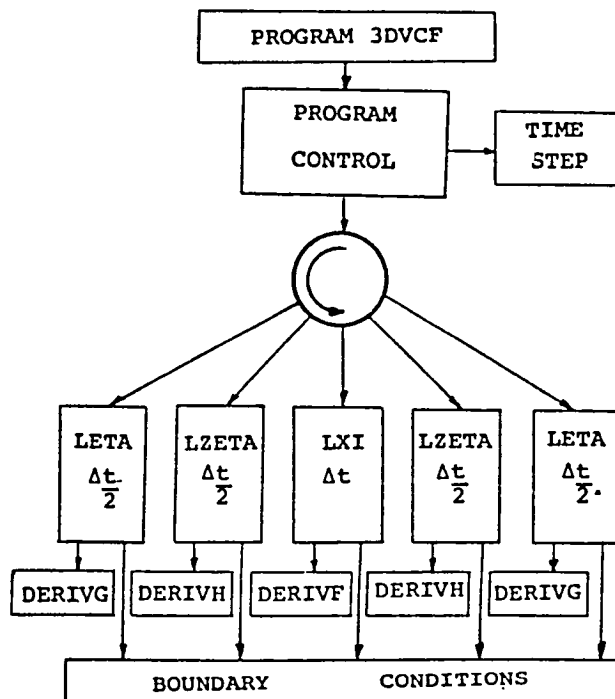 PROGRAM 3DVCF
PROGRAM
CONTROL
TIME
STEP
LETA
Δt/2
LZETA
Δt/2
LXI
Δt
LZETA
Δt/2
LETA
Δt/2
DERIVG
DERIVH
DERIVF
DERIVH
DERIVG
BOUNDARY CONDITIONS